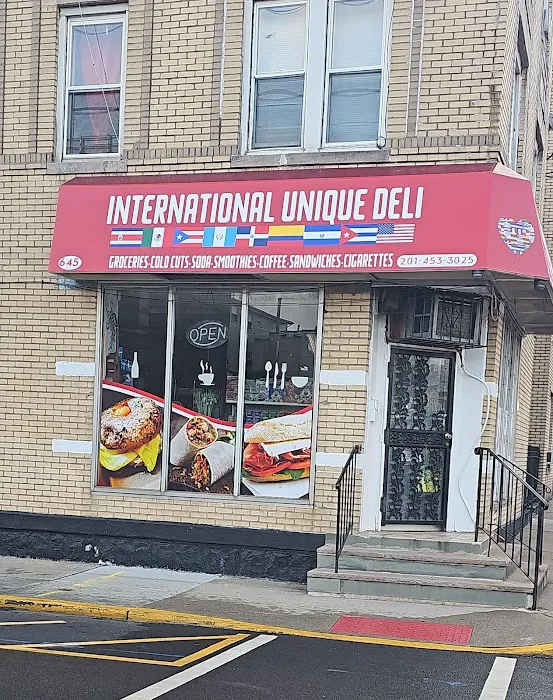 INTERNATIONAL UNIQUE DELI
645
GROCERIES-COLD CUTS-SODA-SMOOTHIES-COFFEE-SANDWICHES-CIGARETTES 201-453-3025
OPEN